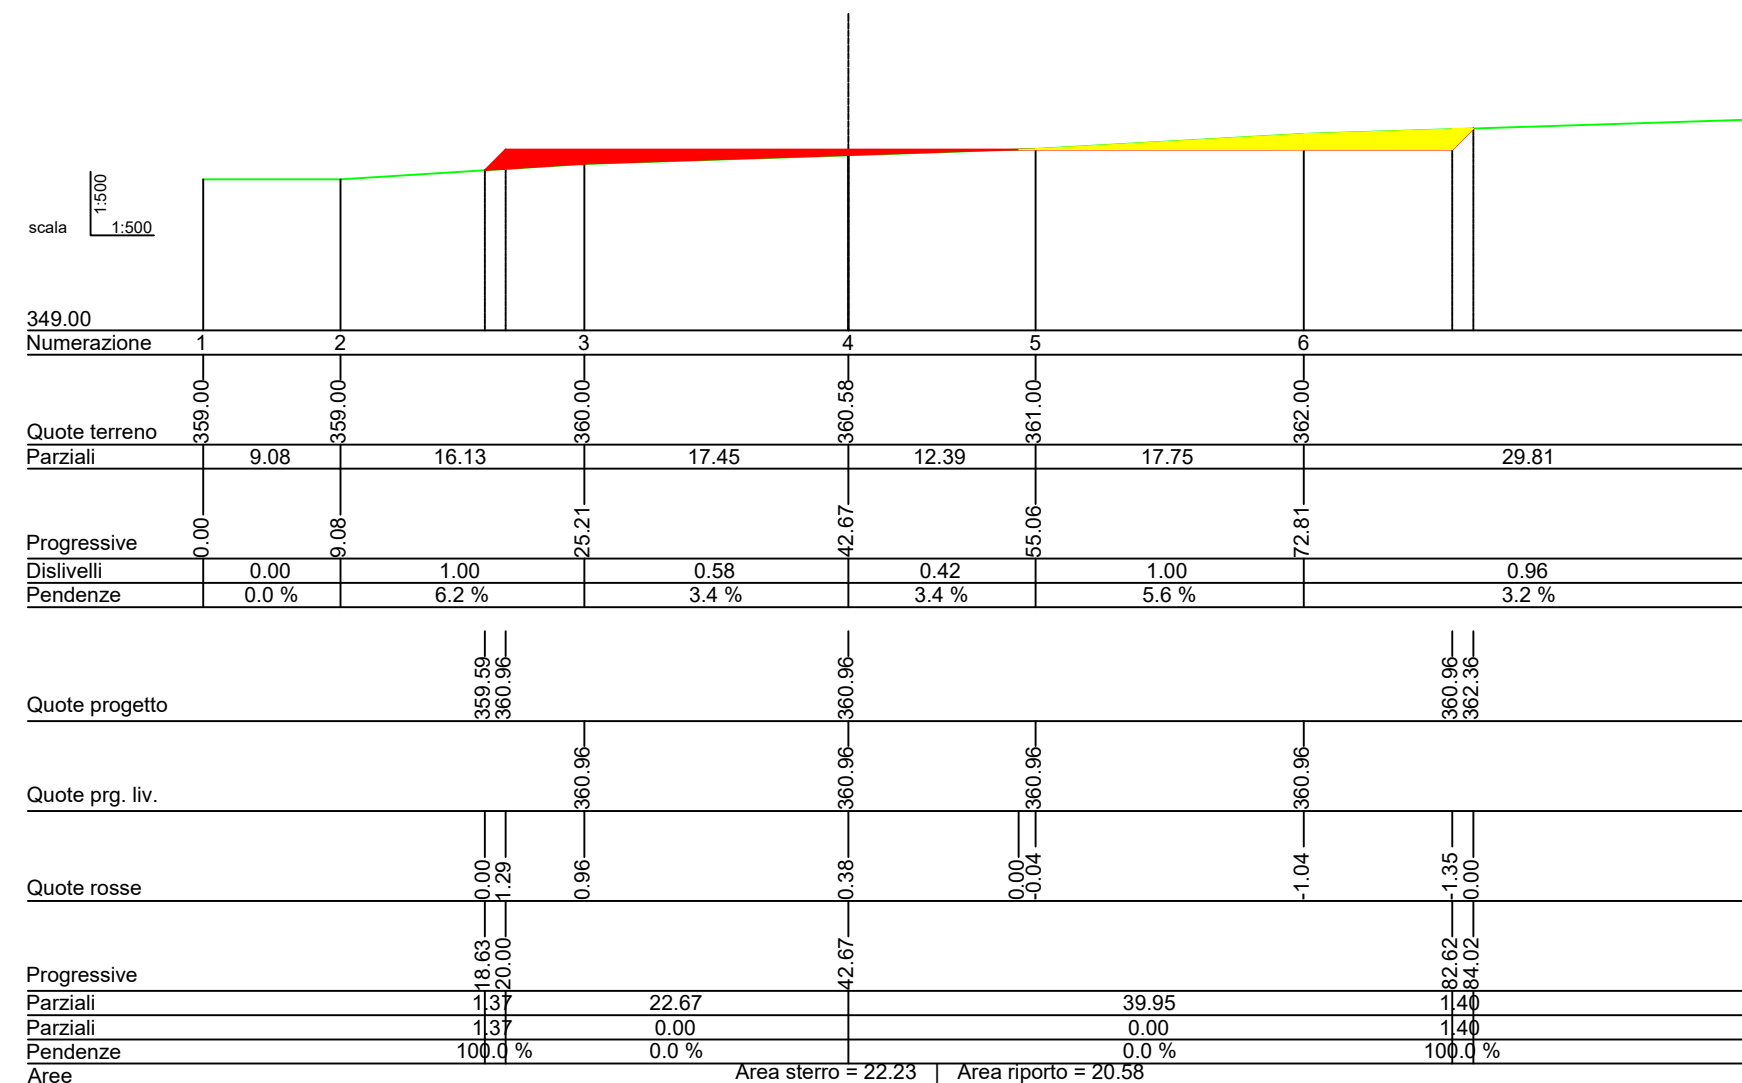 1:500
scala 1:500
349.00
Numerazione 1 2 3 4 5 6
Quote terreno 359.00 359.00 360.00 360.58 361.00 362.00
Parziali 9.08 16.13 17.45 12.39 17.75 29.81
Progressive 0.00 9.08 25.21 42.67 55.06 72.81
Dislivelli 0.00 1.00 0.58 0.42 1.00 0.96
Pendenze 0.0 % 6.2 % 3.4 % 3.4 % 5.6 % 3.2 %
Quote progetto 359.59 360.96 360.96 360.96 362.36
Quote prg. liv. 360.96 360.96 360.96 360.96
Quote rosse 0.00 1.29 0.96 0.38 0.00 -0.04 -1.04 -1.35 0.00
Progressive 18.63 20.00 42.67 82.62 84.02
Parziali 1.37 22.67 39.95 1.40
Parziali 1.37 0.00 0.00 1.40
Pendenze 100.0 % 0.0 % 0.0 % 100.0 %
Aree Area sterro = 22.23 | Area riporto = 20.58